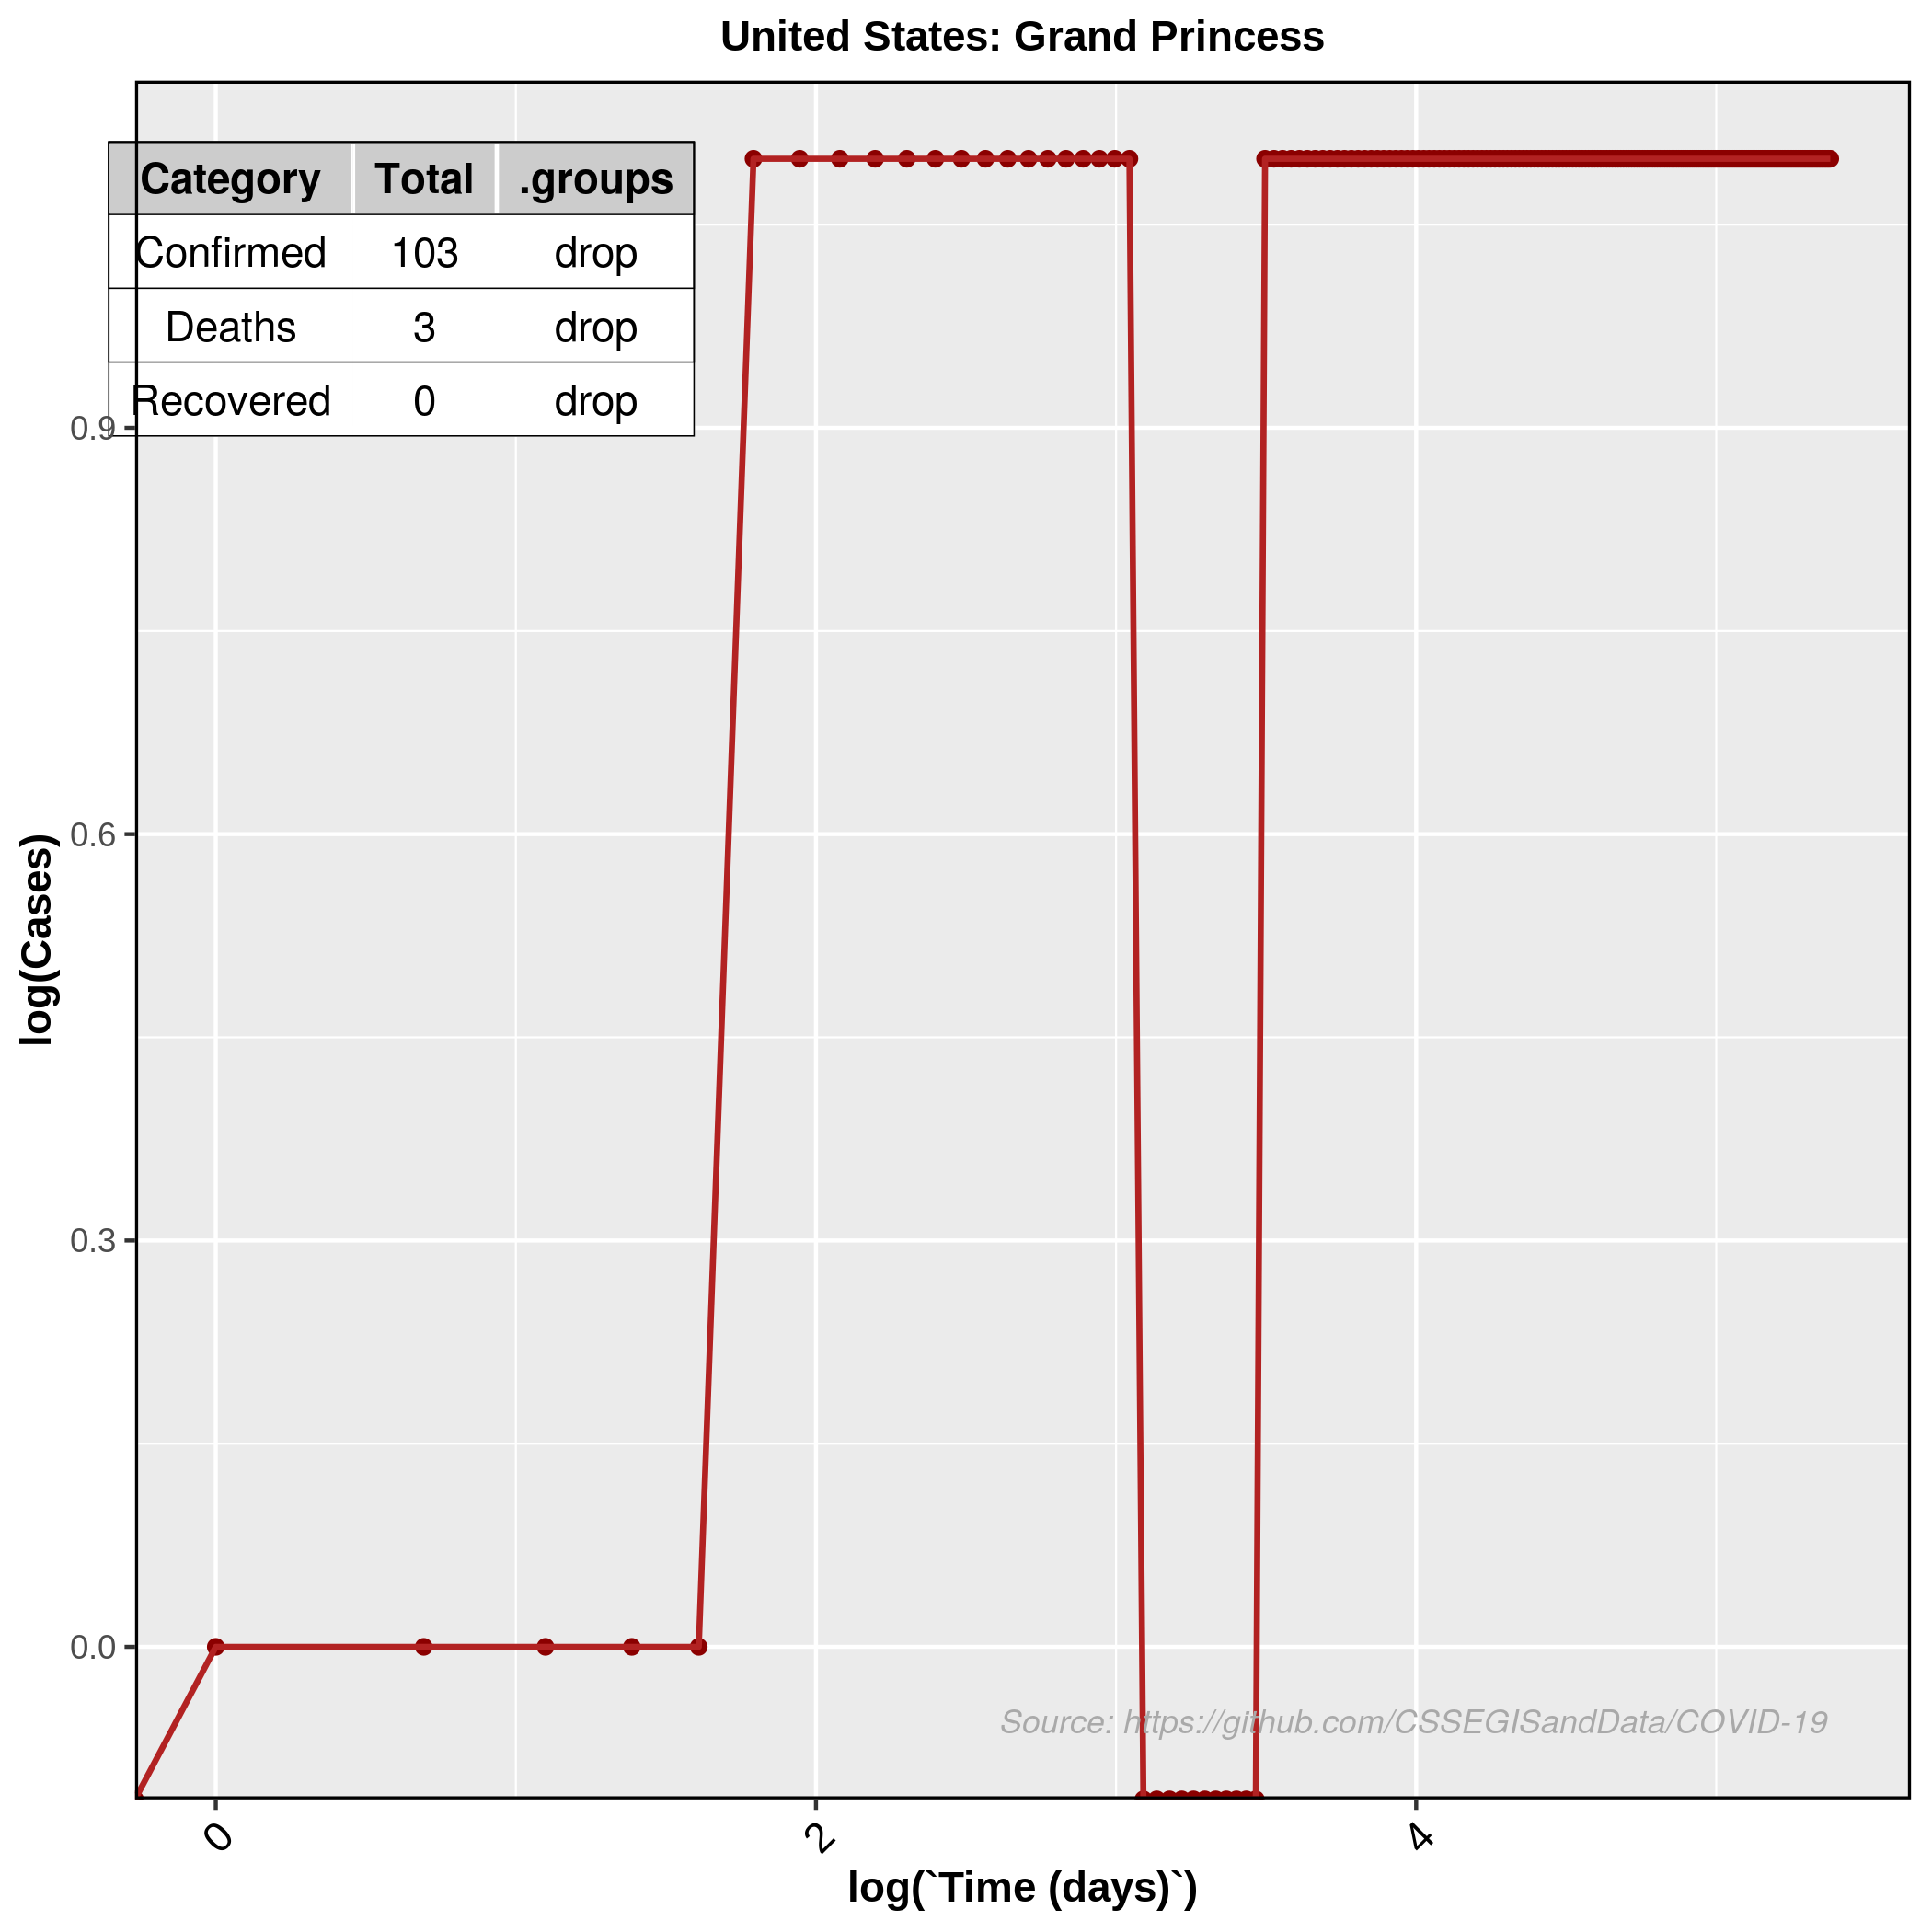 United States: Grand Princess
Category Total .groups
Confirmed 103 drop
Deaths 3 drop
Recovered 0 drop
0.9
0.6
0.3
0.0
log(Cases)
Source: https://github.com/CSSEGISandData/COVID-19
0 2 4
log(`Time (days)`)